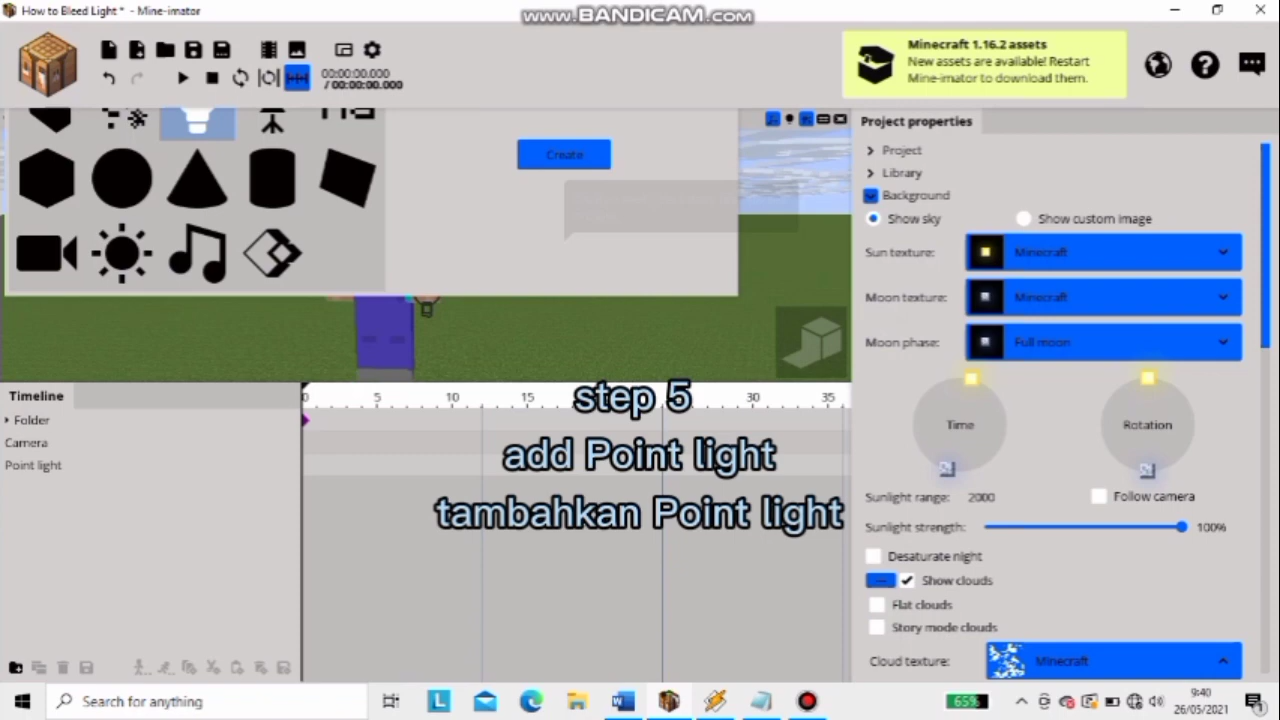 How to Bleed Light * - Mine-imator
www.BANDICAM.com
00:00:00.000
/ 00:00:00.000
Minecraft 1.16.2 assets
New assets are available! Restart
Mine-imator to download them.
Create
Project properties
Project
Library
Background
Show sky
Show custom image
Sun texture:
Minecraft
Moon texture:
Minecraft
Moon phase:
Full moon
Time
Rotation
Sunlight range: 2000
Follow camera
Sunlight strength:
100%
Desaturate night
Show clouds
Flat clouds
Story mode clouds
Cloud texture:
Minecraft
Timeline
0 5 10 15 30 35
Folder
Camera
Point light
step 5
add Point light
tambahkan Point light
Search for anything
65%
9:40
26/05/2021